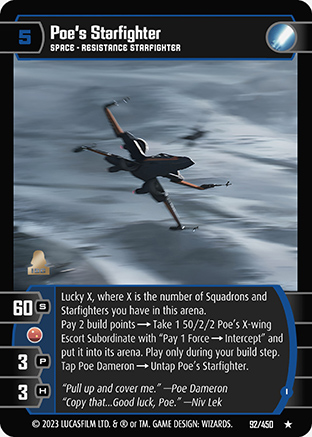 5
Poe's Starfighter
SPACE - RESISTANCE STARFIGHTER
60 S
3 P
3 H
Lucky X, where X is the number of Squadrons and
Starfighters you have in this arena.
Pay 2 build points → Take 1 50/2/2 Poe's X-wing
Escort Subordinate with "Pay 1 Force → Intercept" and
put it into its arena. Play only during your build step.
Tap Poe Dameron → Untap Poe's Starfighter.
"Pull up and cover me." —Poe Dameron
"Copy that...Good luck, Poe." —Niv Lek
1
© 2023 LUCASFILM LTD. & ® or TM. GAME DESIGN: WIZARDS. 92/450 ★